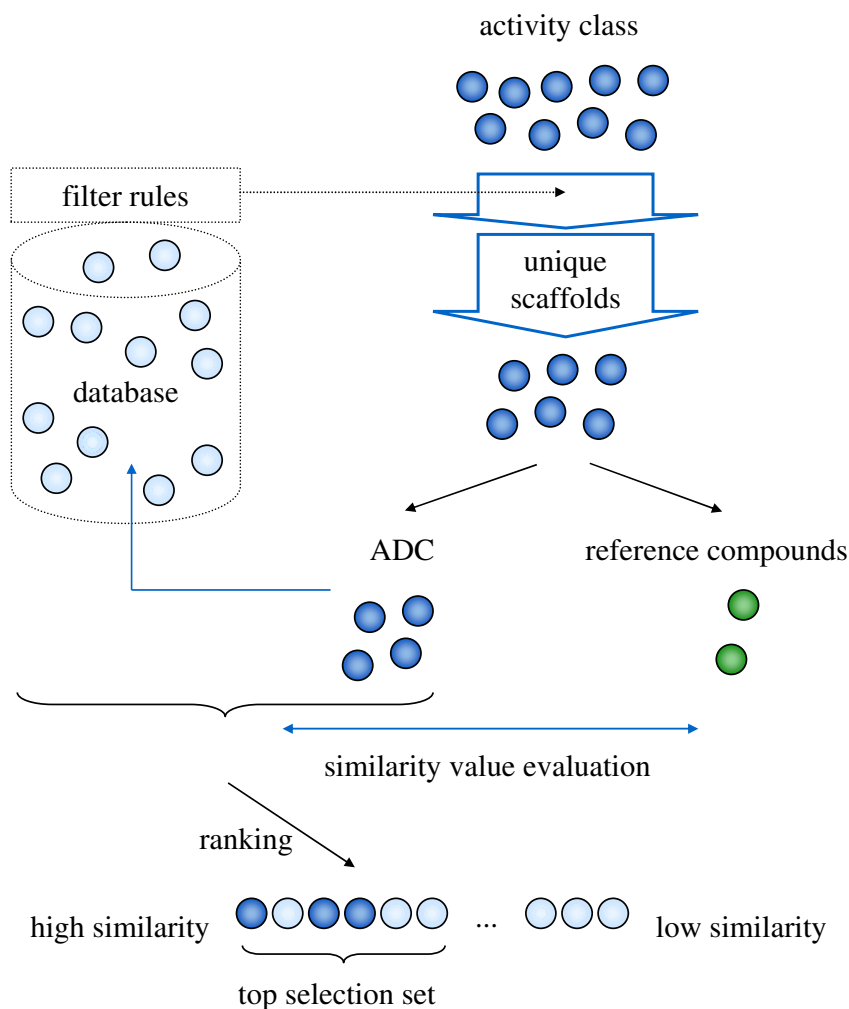 activity class
filter rules
unique
scaffolds
database
ADC
reference compounds
similarity value evaluation
ranking
high similarity
...
low similarity
top selection set